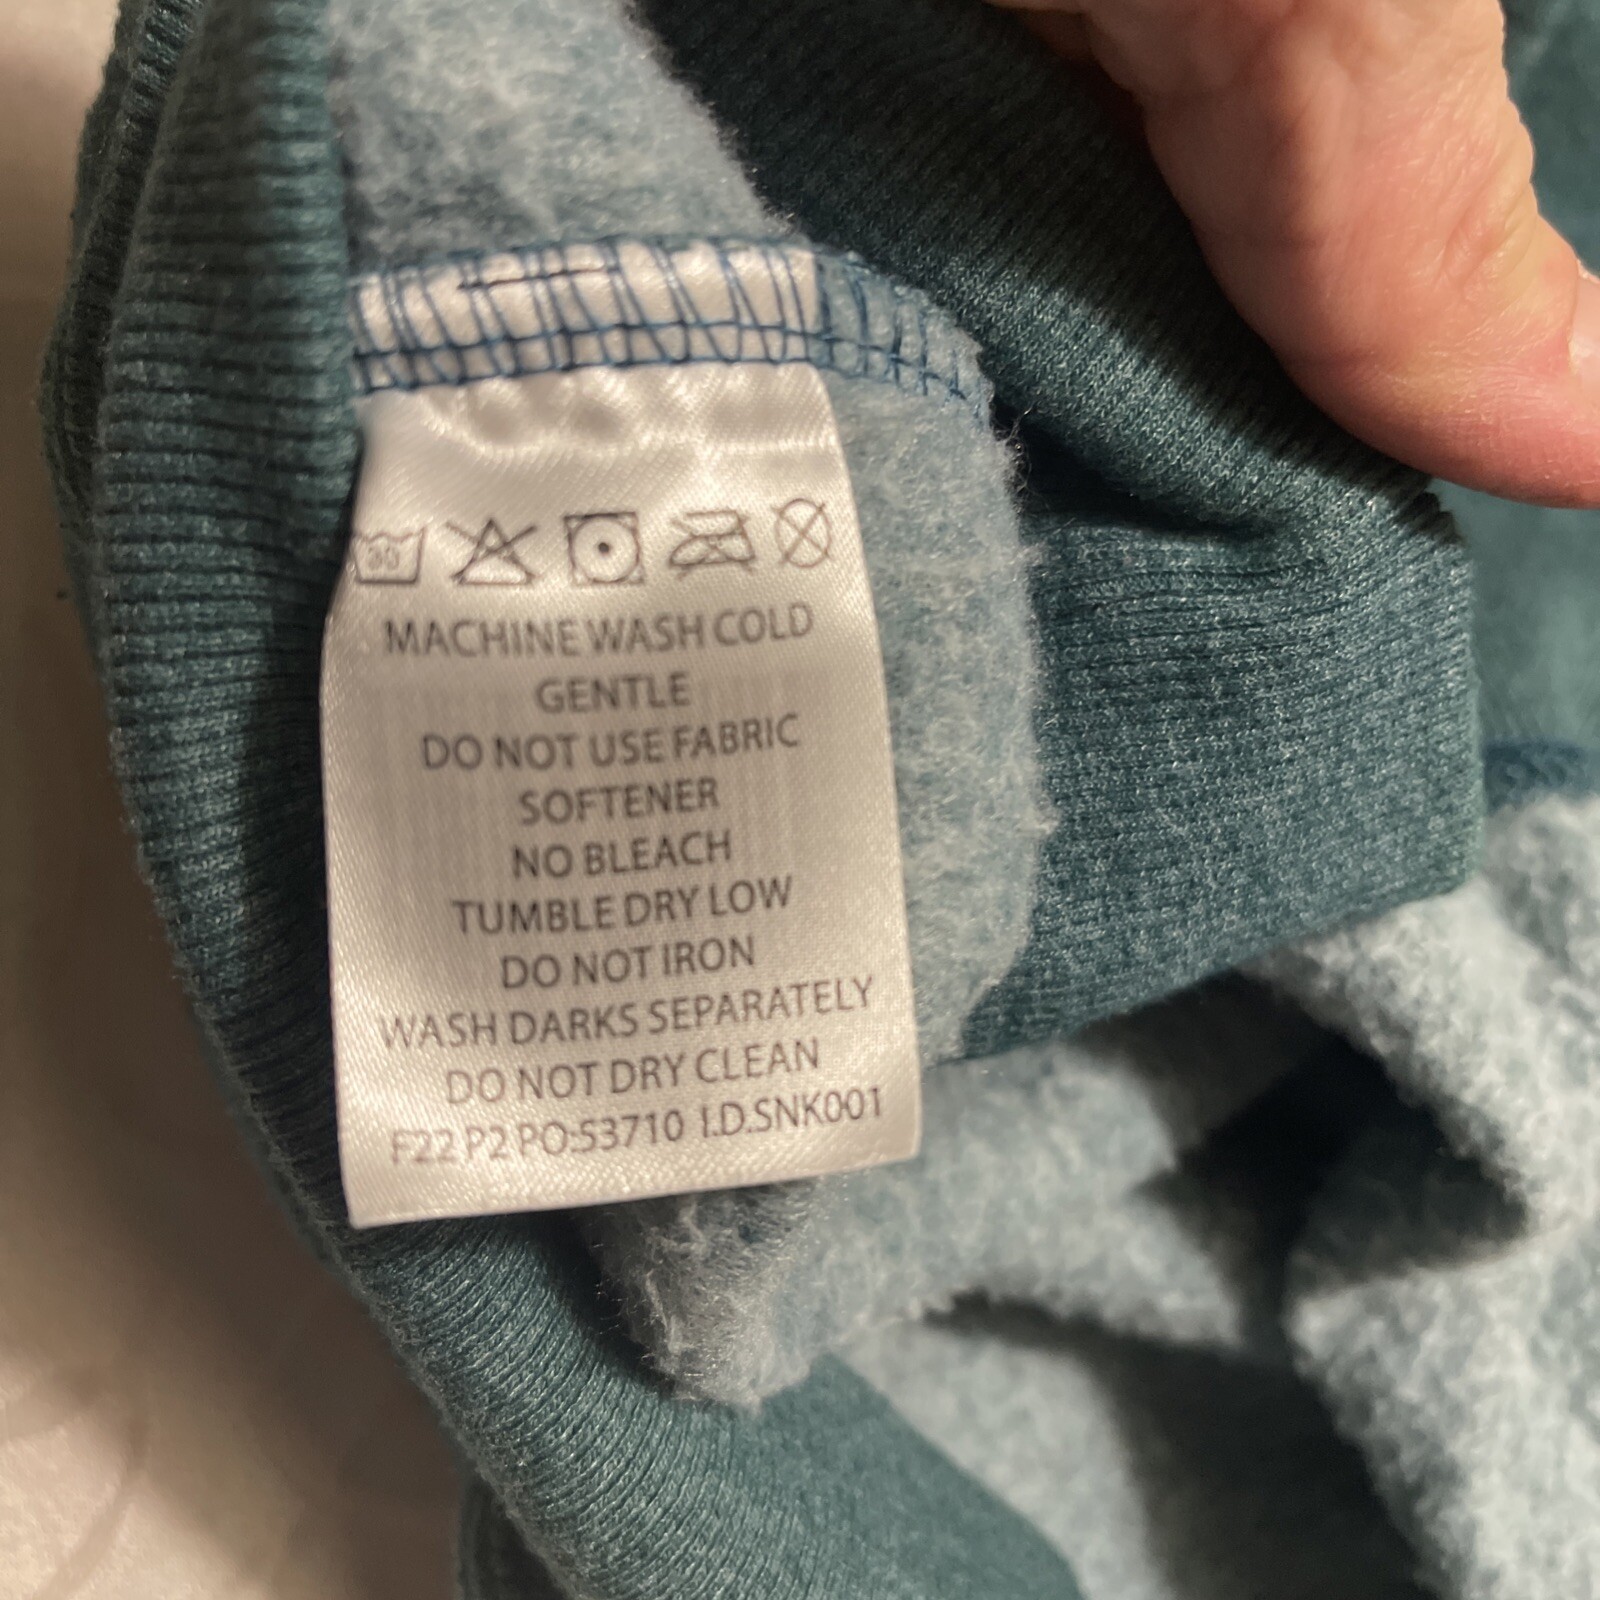 30
MACHINE WASH COLD
GENTLE
DO NOT USE FABRIC
SOFTENER
NO BLEACH
TUMBLE DRY LOW
DO NOT IRON
WASH DARKS SEPARATELY
DO NOT DRY CLEAN
F22 P2 PO:53710 I.D.SNK001